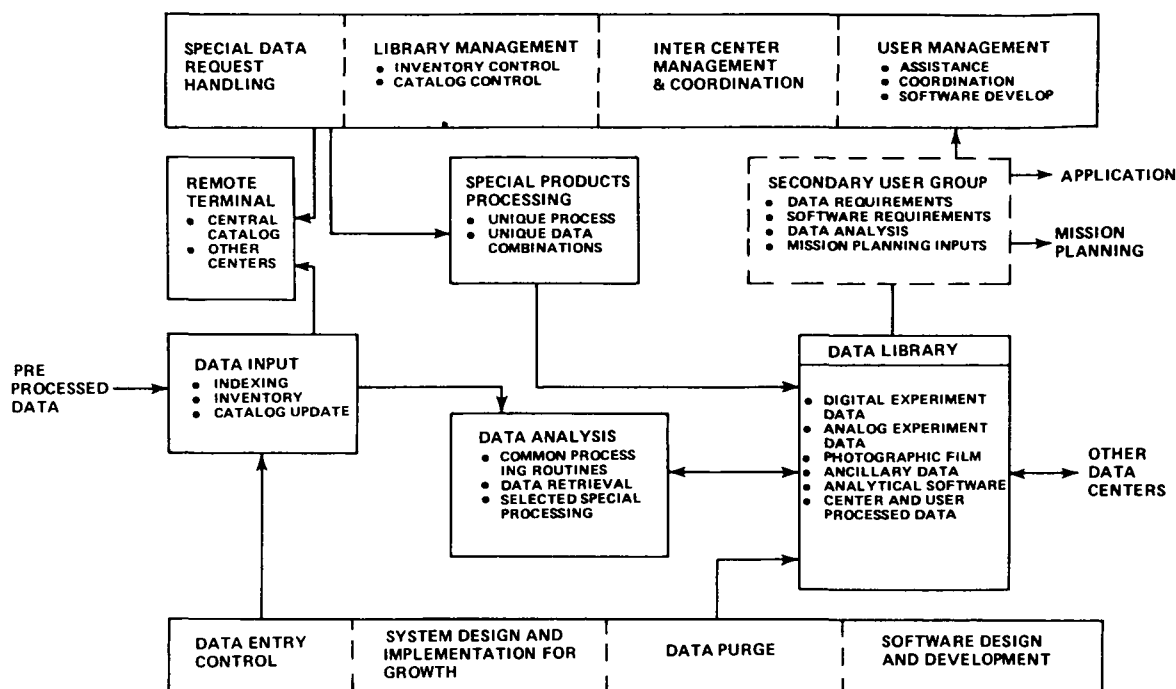 SPECIAL DATA
REQUEST
HANDLING
LIBRARY MANAGEMENT
• INVENTORY CONTROL
• CATALOG CONTROL
INTER CENTER
MANAGEMENT
& COORDINATION
USER MANAGEMENT
• ASSISTANCE
• COORDINATION
• SOFTWARE DEVELOP
REMOTE
TERMINAL
• CENTRAL
CATALOG
• OTHER
CENTERS
SPECIAL PRODUCTS
PROCESSING
• UNIQUE PROCESS
• UNIQUE DATA
COMBINATIONS
SECONDARY USER GROUP
• DATA REQUIREMENTS
• SOFTWARE REQUIREMENTS
• DATA ANALYSIS
• MISSION PLANNING INPUTS
APPLICATION
MISSION
PLANNING
PRE
PROCESSED
DATA
DATA INPUT
• INDEXING
• INVENTORY
• CATALOG UPDATE
DATA ANALYSIS
• COMMON PROCESS
ING ROUTINES
• DATA RETRIEVAL
• SELECTED SPECIAL
PROCESSING
DATA LIBRARY
• DIGITAL EXPERIMENT
DATA
• ANALOG EXPERIMENT
DATA
• PHOTOGRAPHIC FILM
• ANCILLARY DATA
• ANALYTICAL SOFTWARE
• CENTER AND USER
PROCESSED DATA
OTHER
DATA
CENTERS
DATA ENTRY
CONTROL
SYSTEM DESIGN AND
IMPLEMENTATION FOR
GROWTH
DATA PURGE
SOFTWARE DESIGN
AND DEVELOPMENT